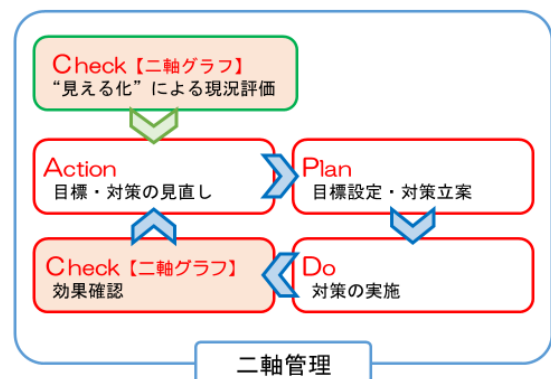 Check【二軸グラフ】
“見える化”による現況評価
Action
目標・対策の見直し
Plan
目標設定・対策立案
Check【二軸グラフ】
効果確認
Do
対策の実施
二軸管理